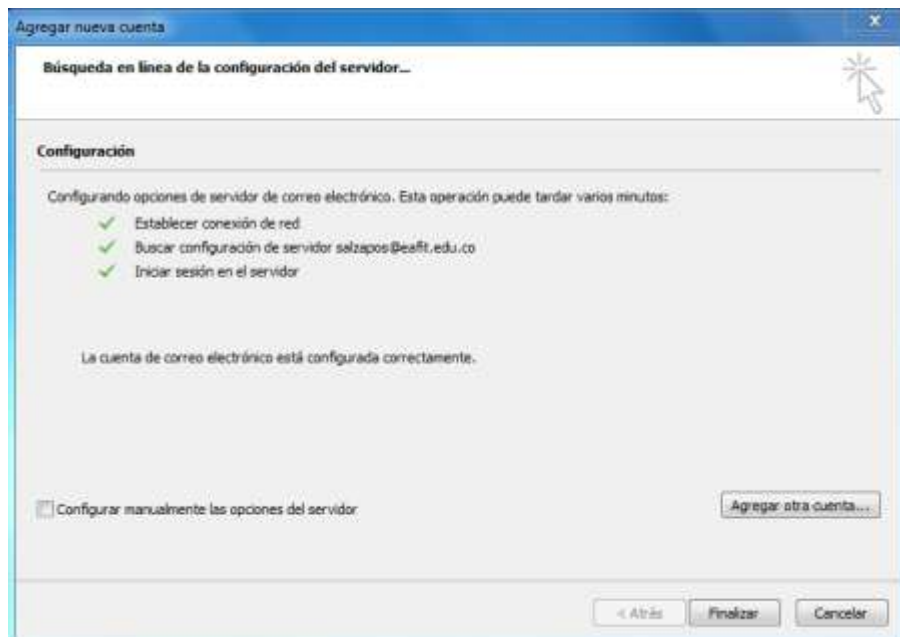 Agregar nueva cuenta
x
Búsqueda en línea de la configuración del servidor...
Configuración
Configurando opciones de servidor de correo electrónico. Esta operación puede tardar varios minutos:
Establecer conexión de red
Buscar configuración de servidor salzapos@eafit.edu.co
Iniciar sesión en el servidor
La cuenta de correo electrónico está configurada correctamente.
Configurar manualmente las opciones del servidor
Agregar otra cuenta...
< Atrás
Finalizar
Cancelar